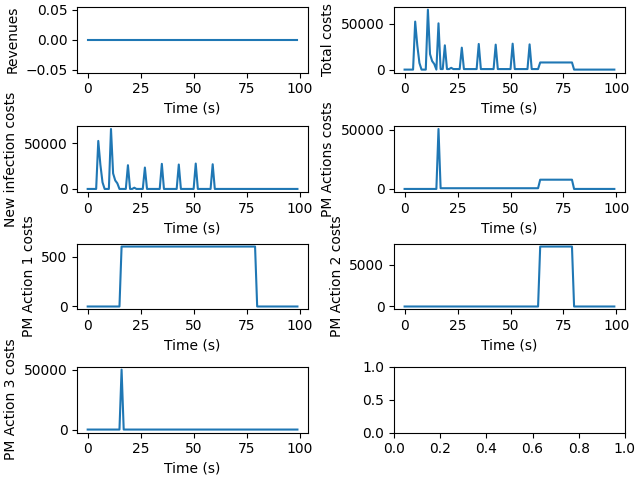 Revenues
0.05
0.00
−0.05
0 25 50 75 100
Time (s)
Total costs
50000
0
0 25 50 75 100
Time (s)
New infection costs
50000
0
0 25 50 75 100
Time (s)
PM Actions costs
50000
0
0 25 50 75 100
Time (s)
PM Action 1 costs
500
0
0 25 50 75 100
Time (s)
PM Action 2 costs
5000
0
0 25 50 75 100
Time (s)
PM Action 3 costs
50000
0
0 25 50 75 100
Time (s)
1.0
0.5
0.0
0.0 0.2 0.4 0.6 0.8 1.0